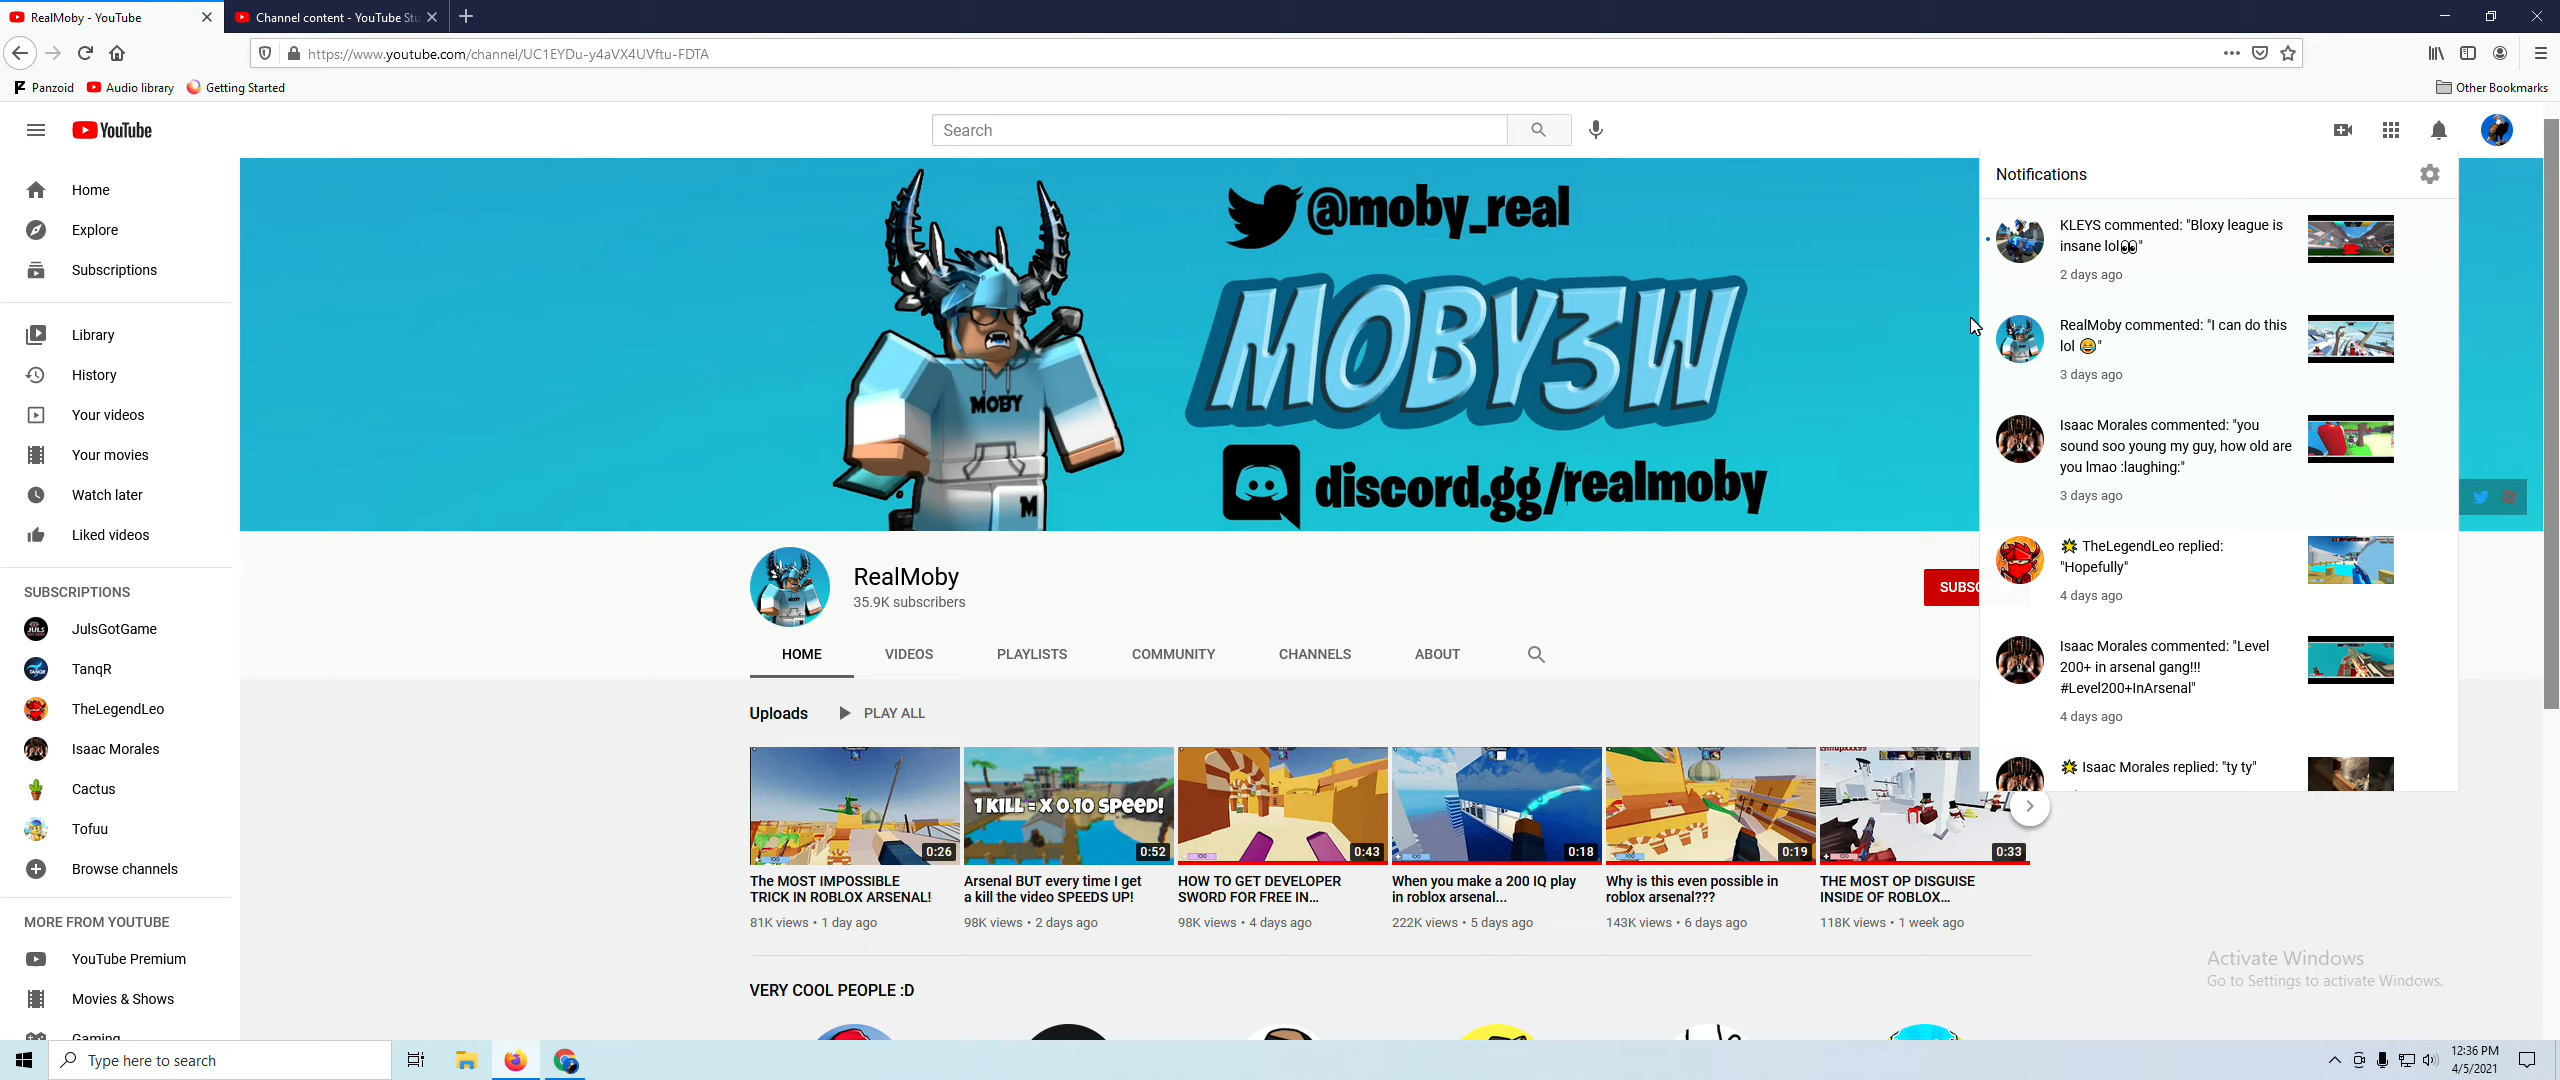 RealMoby - YouTube
Channel content - YouTube Stu
https://www.youtube.com/channel/UC1EYDu-y4aVX4UVftu-FDTA
Panzoid
Audio library
Getting Started
Other Bookmarks
YouTube
Search
Home
Explore
Subscriptions
Library
History
Your videos
Your movies
Watch later
Liked videos
SUBSCRIPTIONS
JulsGotGame
TanqR
TheLegendLeo
Isaac Morales
Cactus
Tofuu
Browse channels
MORE FROM YOUTUBE
YouTube Premium
Movies & Shows
Gaming
@moby_real
MOBY3W
discord.gg/realmoby
MOBY
M
Notifications
KLEYS commented: "Bloxy league is
insane lol👀"
2 days ago
RealMoby commented: "I can do this
lol 😂"
3 days ago
Isaac Morales commented: "you
sound soo young my guy, how old are
you lmao :laughing:"
3 days ago
TheLegendLeo replied:
"Hopefully"
4 days ago
Isaac Morales commented: "Level
200+ in arsenal gang!!!
#Level200+InArsenal"
4 days ago
Isaac Morales replied: "ty ty"
RealMoby
35.9K subscribers
SUBSC
HOME
VIDEOS
PLAYLISTS
COMMUNITY
CHANNELS
ABOUT
Uploads
PLAY ALL
0:26
The MOST IMPOSSIBLE
TRICK IN ROBLOX ARSENAL!
81K views • 1 day ago
1 KILL = X 0.10 SPEED!
0:52
Arsenal BUT every time I get
a kill the video SPEEDS UP!
98K views • 2 days ago
0:43
HOW TO GET DEVELOPER
SWORD FOR FREE IN...
98K views • 4 days ago
0:18
When you make a 200 IQ play
in roblox arsenal...
222K views • 5 days ago
0:19
Why is this even possible in
roblox arsenal???
143K views • 6 days ago
0:33
THE MOST OP DISGUISE
INSIDE OF ROBLOX...
118K views • 1 week ago
VERY COOL PEOPLE :D
Activate Windows
Go to Settings to activate Windows.
Type here to search
12:36 PM
4/5/2021